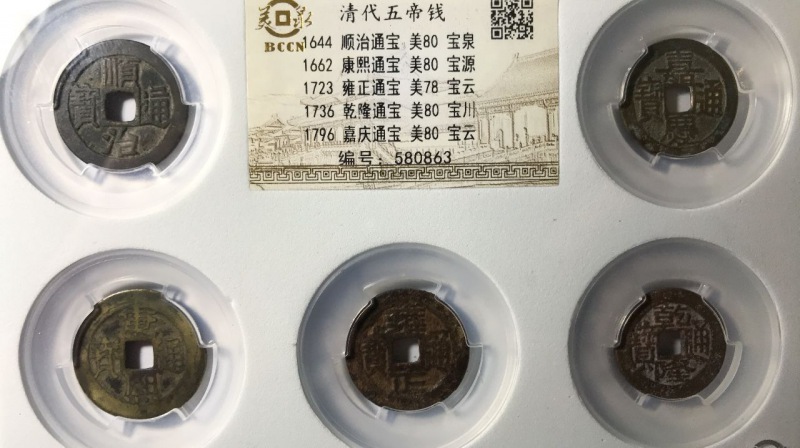 美泉
BCCN
清代五帝钱
1644 顺治通宝 美80 宝泉
1662 康熙通宝 美80 宝源
1723 雍正通宝 美78 宝云
1736 乾隆通宝 美80 宝川
1796 嘉庆通宝 美80 宝云
编号: 580863
順治通寶
嘉慶通寶
康熙通寶
雍正通寶
乾隆通寶